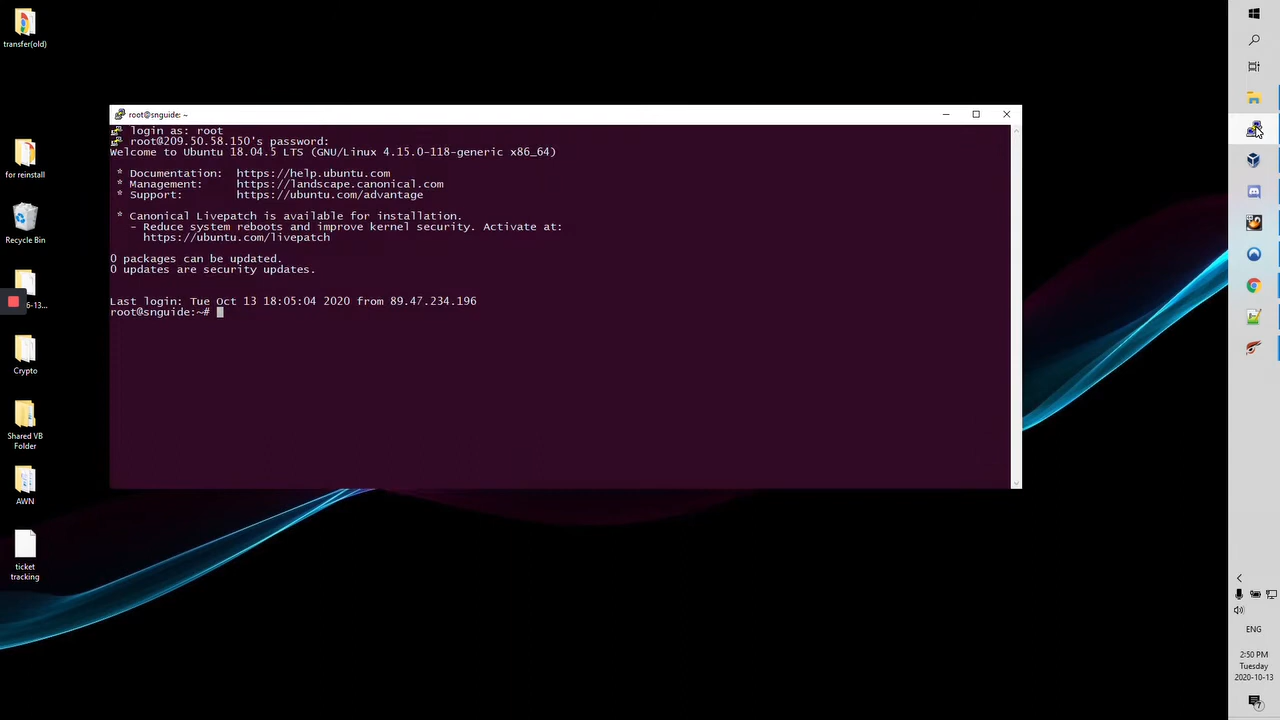 transfer(old)
for reinstall
Recycle Bin
6-13...
Crypto
Shared VB
Folder
AWN
ticket
tracking
root@snguide: ~
login as: root
root@209.50.58.150's password:
Welcome to Ubuntu 18.04.5 LTS (GNU/Linux 4.15.0-118-generic x86_64)
* Documentation:  https://help.ubuntu.com
* Management:     https://landscape.canonical.com
* Support:        https://ubuntu.com/advantage
* Canonical Livepatch is available for installation.
- Reduce system reboots and improve kernel security. Activate at:
https://ubuntu.com/livepatch
0 packages can be updated.
0 updates are security updates.
Last login: Tue Oct 13 18:05:04 2020 from 89.47.234.196
root@snguide:~#
ENG
2:50 PM
Tuesday
2020-10-13
7